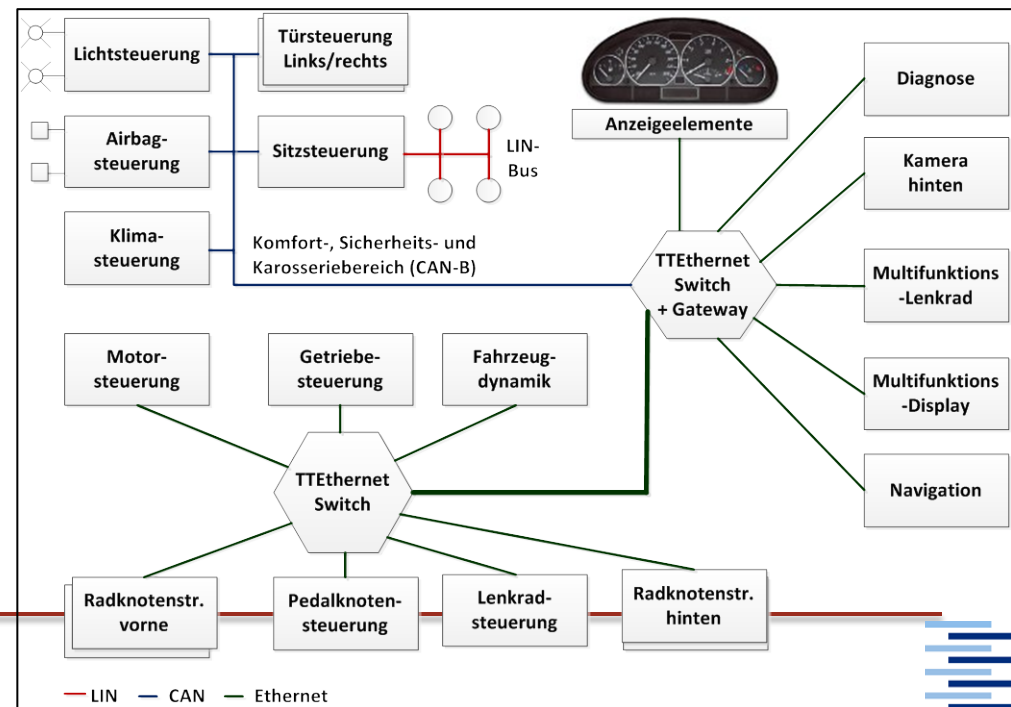 Lichtsteuerung
Türsteuerung
Links/rechts
Anzeigeelemente
Diagnose
Airbag-
steuerung
Sitzsteuerung
LIN-
Bus
Kamera
hinten
Klima-
steuerung
Komfort-, Sicherheits- und
Karosseriebereich (CAN-B)
TTEthernet
Switch
+ Gateway
Multifunktions
-Lenkrad
Motor-
steuerung
Getriebe-
steuerung
Fahrzeug-
dynamik
Multifunktions
-Display
TTEthernet
Switch
Navigation
Radknotenstr.
vorne
Pedalknoten-
steuerung
Lenkrad-
steuerung
Radknotenstr.
hinten
LIN CAN Ethernet